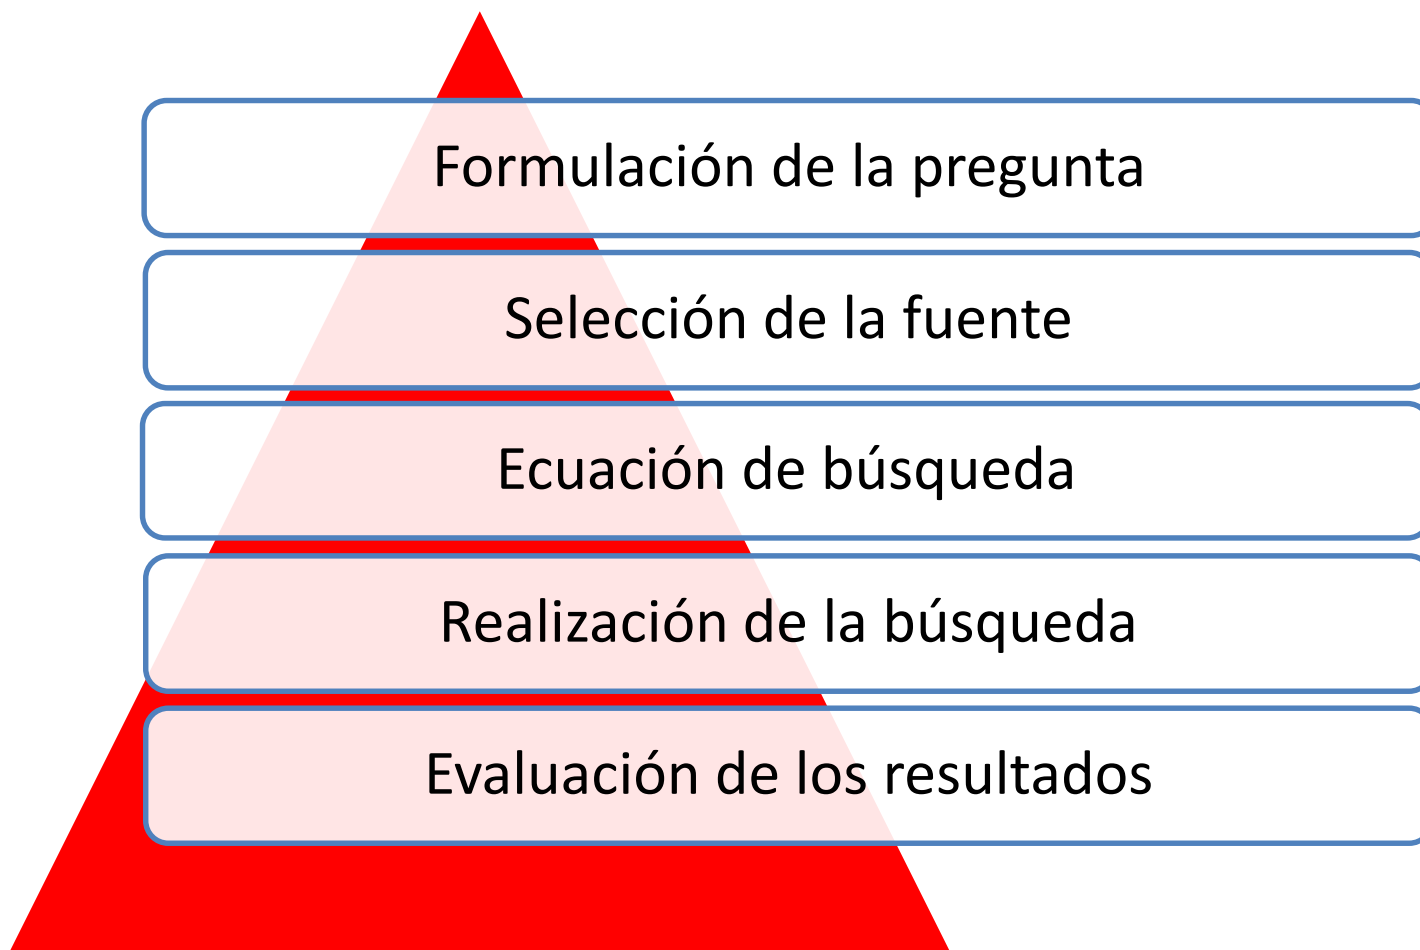 Formulación de la pregunta
Selección de la fuente
Ecuación de búsqueda
Realización de la búsqueda
Evaluación de los resultados